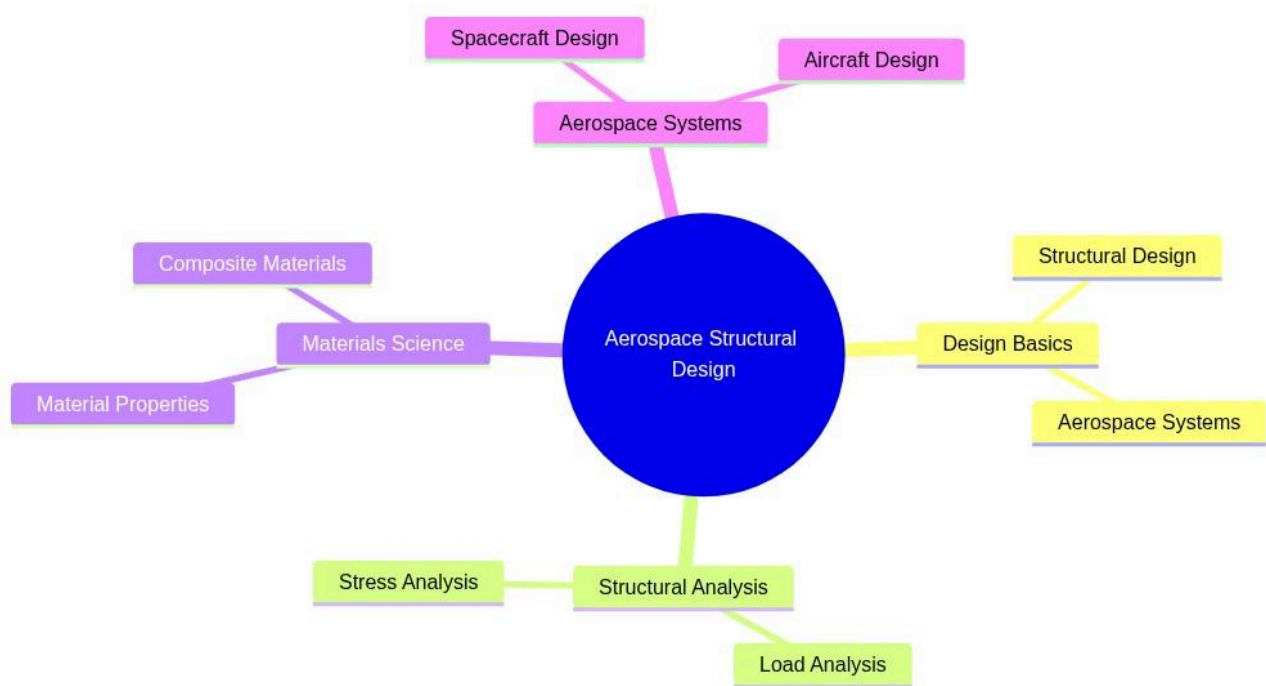 Spacecraft Design
Aircraft Design
Aerospace Systems
Composite Materials
Structural Design
Materials Science
Aerospace Structural
Design
Design Basics
Material Properties
Aerospace Systems
Stress Analysis
Structural Analysis
Load Analysis